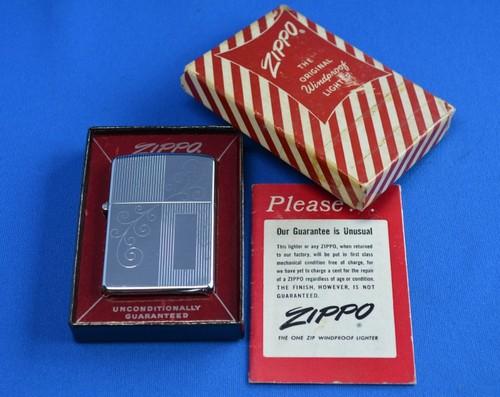 ZIPPO
THE
ORIGINAL
Windproof
LIGHTER
ZIPPO
UNCONDITIONALLY
GUARANTEED
Please...
Our Guarantee is Unusual
This lighter or any ZIPPO, when returned
to our factory, will be put in first class
mechanical condition free of charge, for
we have yet to charge a cent for the repair
of a ZIPPO regardless of age or condition.
THE FINISH, HOWEVER, IS NOT
GUARANTEED.
ZIPPO
®
THE ONE ZIP WINDPROOF LIGHTER